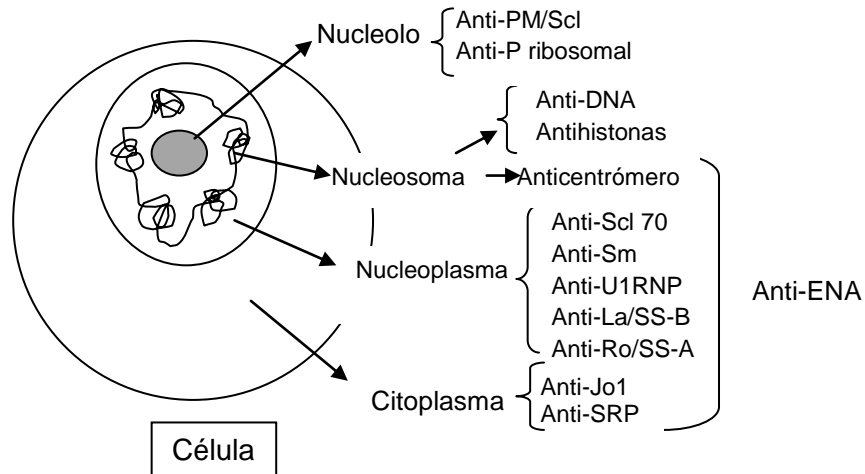 Nucleolo
Anti-PM/Scl
Anti-P ribosomal
Anti-DNA
Antihistonas
Nucleosoma
Anticentrómero
Anti-Scl 70
Anti-Sm
Nucleoplasma
Anti-U1RNP
Anti-La/SS-B
Anti-Ro/SS-A
Anti-ENA
Citoplasma
Anti-Jo1
Anti-SRP
Célula